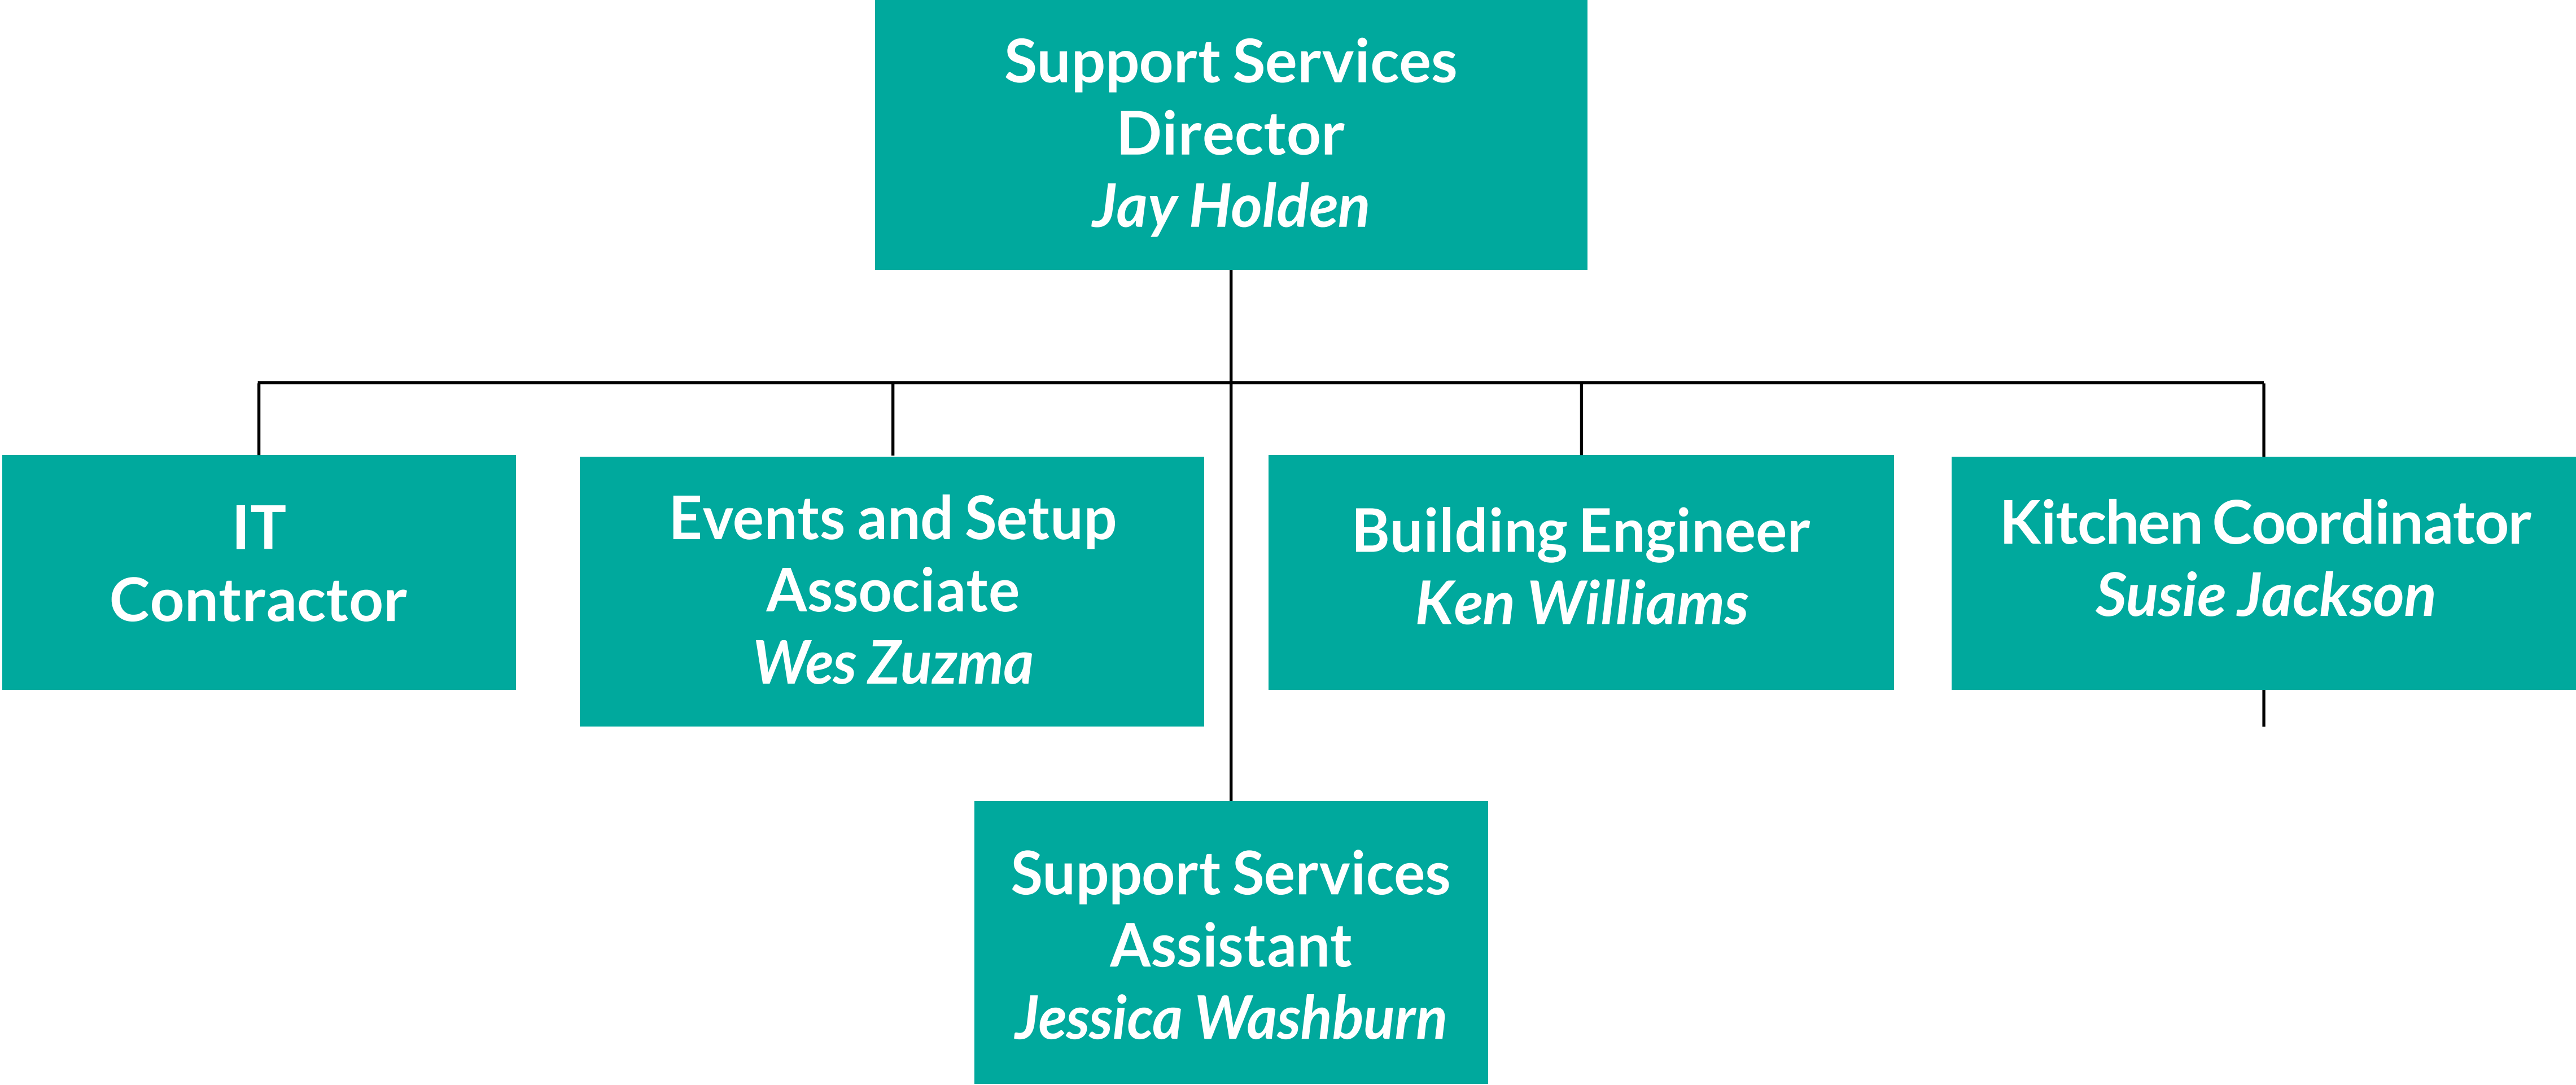 Support Services
Director
Jay Holden
IT
Contractor
Events and Setup
Associate
Wes Zuzma
Building Engineer
Ken Williams
Kitchen Coordinator
Susie Jackson
Support Services
Assistant
Jessica Washburn